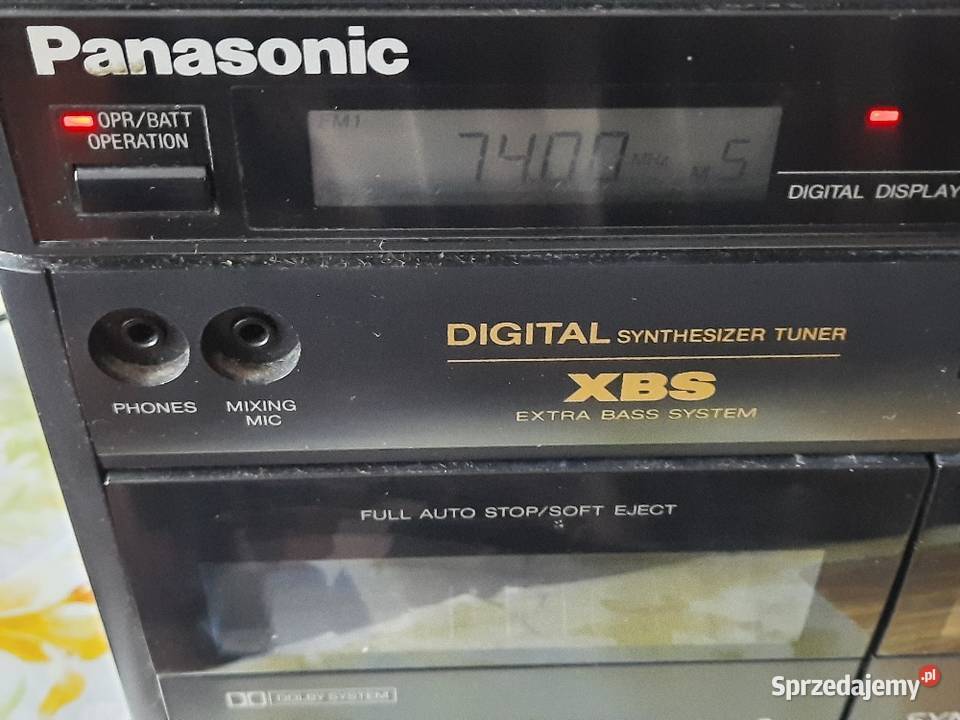 Panasonic
OPR/BATT
OPERATION
FM1
74.00 MHz M 5
DIGITAL DISPLAY
PHONES
MIXING
MIC
DIGITAL SYNTHESIZER TUNER
XBS
EXTRA BASS SYSTEM
FULL AUTO STOP/SOFT EJECT
DOLBY SYSTEM
Sprzedajemy.pl